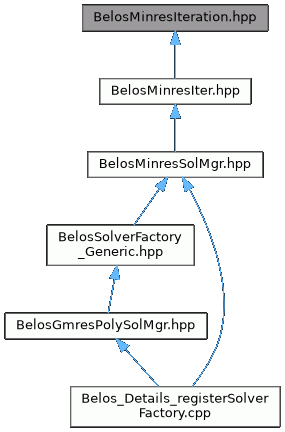 BelosMinresIteration.hpp
BelosMinresIter.hpp
BelosMinresSolMgr.hpp
BelosSolverFactory
_Generic.hpp
BelosGmresPolySolMgr.hpp
Belos_Details_registerSolver
Factory.cpp